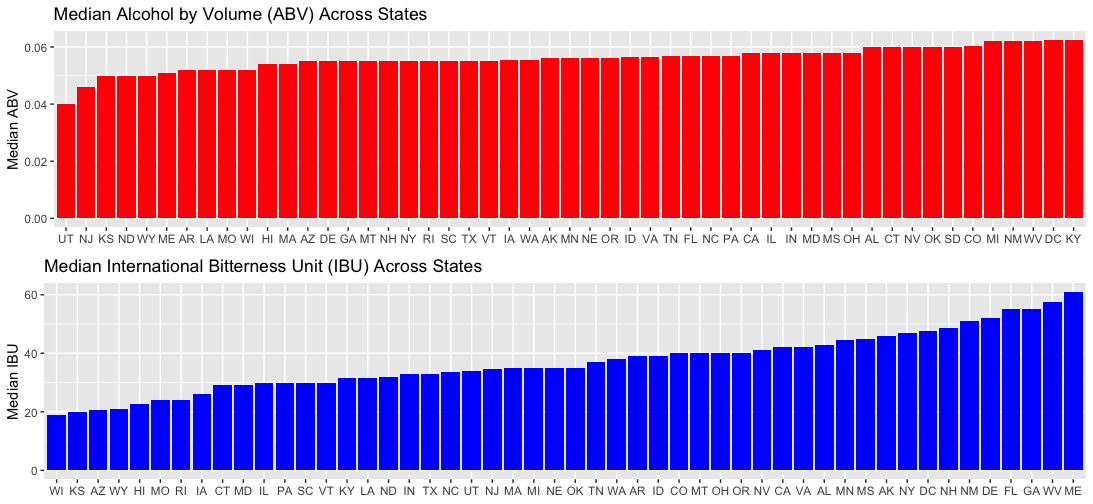 Median Alcohol by Volume (ABV) Across States
Median ABV
0.06
0.04
0.02
0.00
UT NJ KS ND WY ME AR LA MO WI HI MA AZ DE GA MT NH NY RI SC TX VT IA WA AK MN NE OR ID VA TN FL NC PA CA IL IN MD MS OH AL CT NV OK SD CO MI NM WV DC KY
Median International Bitterness Unit (IBU) Across States
Median IBU
60
40
20
0
WI KS AZ WY HI MO RI IA CT MD IL PA SC VT KY LA ND IN TX NC UT NJ MA MI NE OK TN WA AR ID CO MT OH OR NV CA VA AL MN MS AK NY DC NH NM DE FL GA WV ME